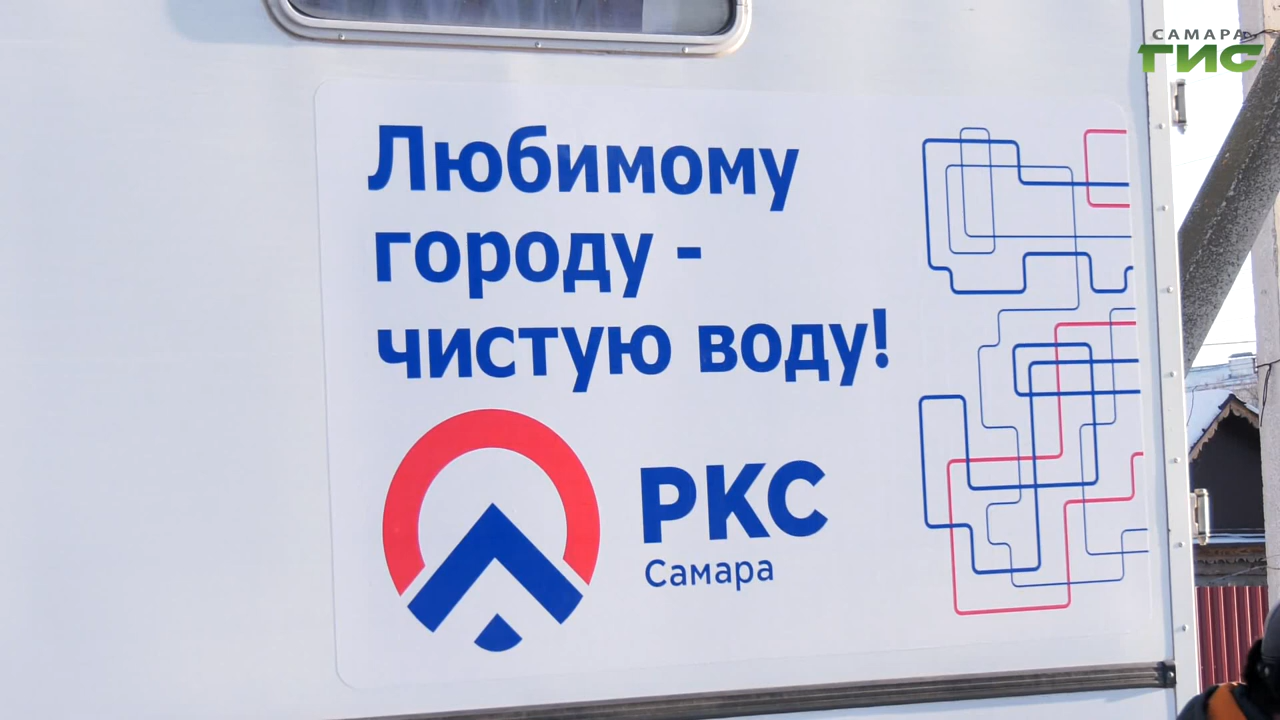 САМАРА
ГИС
Любимому
городу -
чистую воду!
РКС
Самара